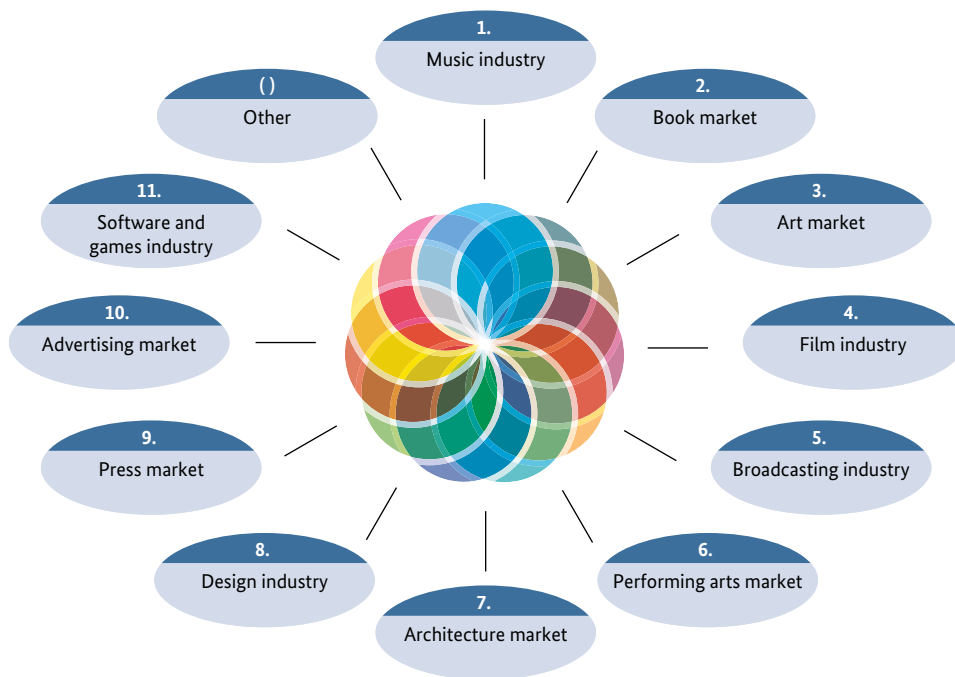 1.
Music industry
2.
Book market
3.
Art market
4.
Film industry
5.
Broadcasting industry
6.
Performing arts market
7.
Architecture market
8.
Design industry
9.
Press market
10.
Advertising market
11.
Software and
games industry
( )
Other